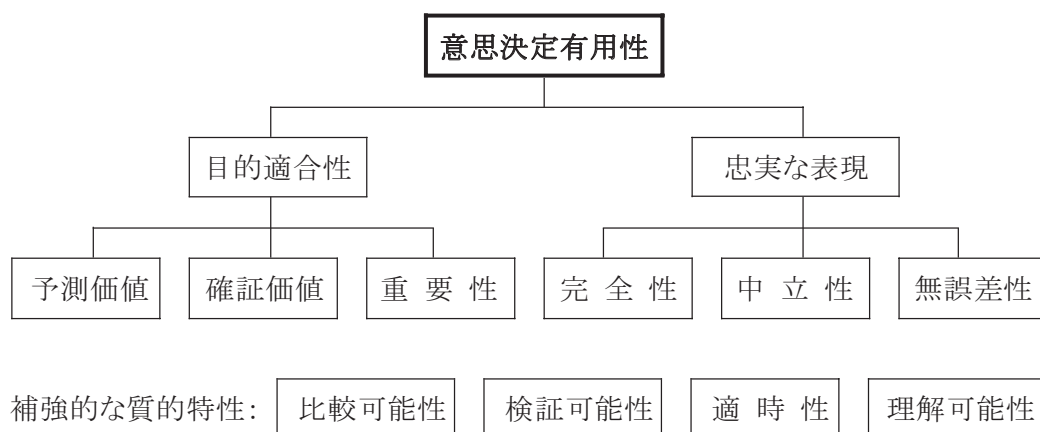 意思決定有用性
目的適合性 忠実な表現
予測価値 確証価値 重要性 完全性 中立性 無誤差性
補強的な質的特性: 比較可能性 検証可能性 適時性 理解可能性